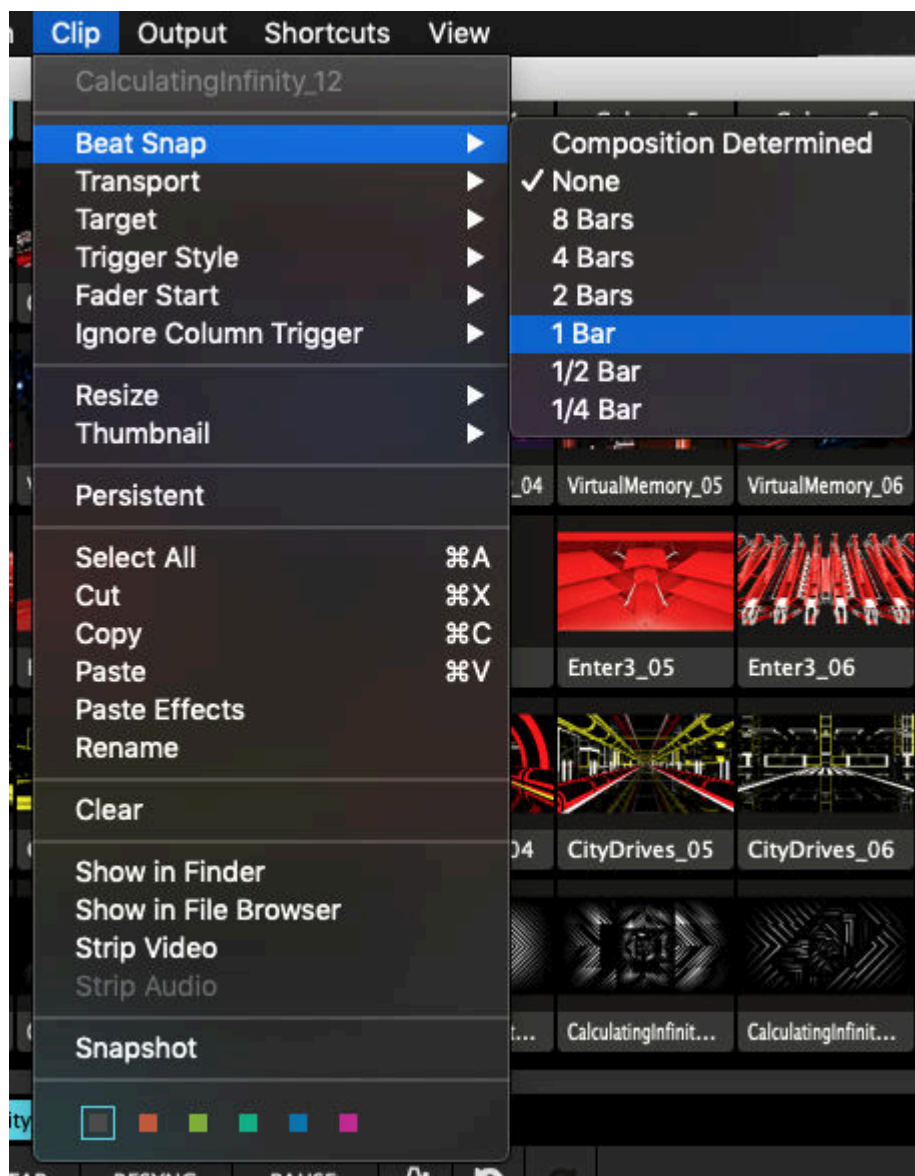 Clip Output Shortcuts View
CalculatingInfinity_12
Beat Snap ▶
Transport ▶
Target ▶
Trigger Style ▶
Fader Start ▶
Ignore Column Trigger ▶
Resize ▶
Thumbnail ▶
Persistent
Select All ⌘A
Cut ⌘X
Copy ⌘C
Paste ⌘V
Paste Effects
Rename
Clear
Show in Finder
Show in File Browser
Strip Video
Strip Audio
Snapshot
Composition Determined
✓ None
8 Bars
4 Bars
2 Bars
1 Bar
1/2 Bar
1/4 Bar
_04 VirtualMemory_05 VirtualMemory_06
Enter3_05 Enter3_06
04 CityDrives_05 CityDrives_06
CalculatingInfinit... CalculatingInfinit...
ity